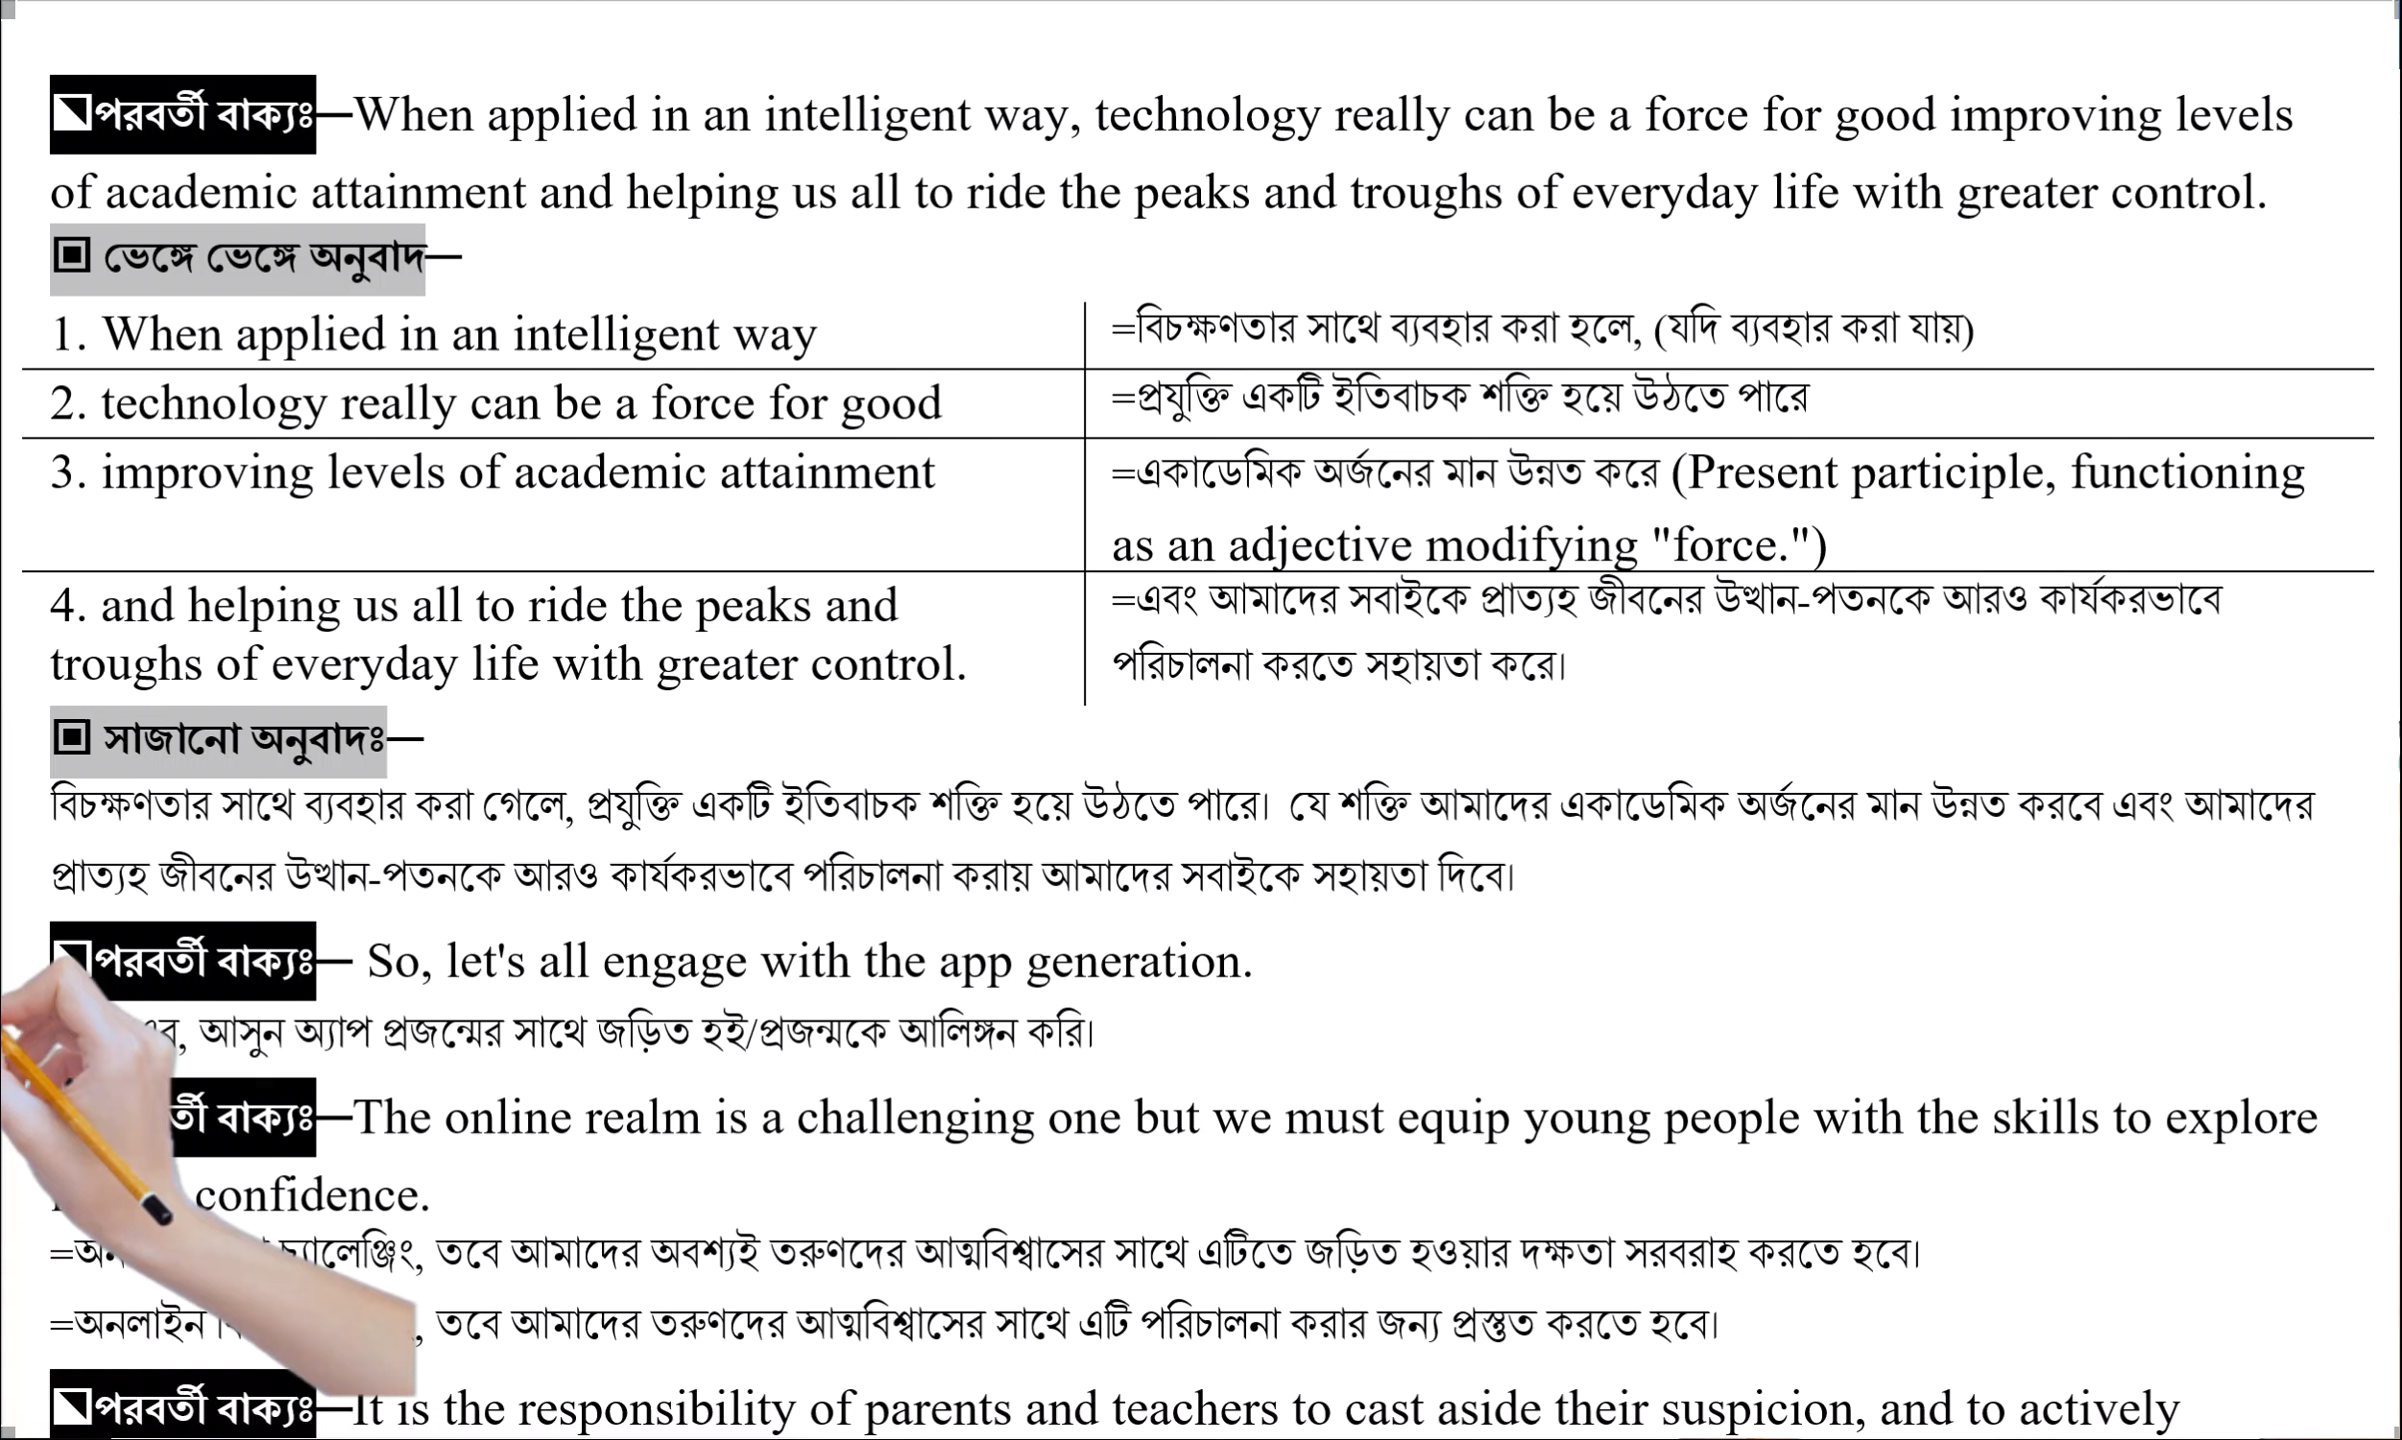 পরবর্তী বাক্যঃ—When applied in an intelligent way, technology really can be a force for good improving levels
of academic attainment and helping us all to ride the peaks and troughs of everyday life with greater control.
ভেঙ্গে ভেঙ্গে অনুবাদ—
1. When applied in an intelligent way
=বিচক্ষণতার সাথে ব্যবহার করা হলে, (যদি ব্যবহার করা যায়)
2. technology really can be a force for good
=প্রযুক্তি একটি ইতিবাচক শক্তি হয়ে উঠতে পারে
3. improving levels of academic attainment
=একাডেমিক অর্জনের মান উন্নত করে (Present participle, functioning
as an adjective modifying "force.")
4. and helping us all to ride the peaks and
troughs of everyday life with greater control.
=এবং আমাদের সবাইকে প্রাত্যহ জীবনের উত্থান-পতনকে আরও কার্যকরভাবে
পরিচালনা করতে সহায়তা করে।
সাজানো অনুবাদঃ—
বিচক্ষণতার সাথে ব্যবহার করা গেলে, প্রযুক্তি একটি ইতিবাচক শক্তি হয়ে উঠতে পারে। যে শক্তি আমাদের একাডেমিক অর্জনের মান উন্নত করবে এবং আমাদের
প্রাত্যহ জীবনের উত্থান-পতনকে আরও কার্যকরভাবে পরিচালনা করায় আমাদের সবাইকে সহায়তা দিবে।
পরবর্তী বাক্যঃ— So, let's all engage with the app generation.
আসুন অ্যাপ প্রজন্মের সাথে জড়িত হই/প্রজন্মকে আলিঙ্গন করি।
বাক্যঃ—The online realm is a challenging one but we must equip young people with the skills to explore
confidence.
চ্যালেঞ্জিং, তবে আমাদের অবশ্যই তরুণদের আত্মবিশ্বাসের সাথে এটিতে জড়িত হওয়ার দক্ষতা সরবরাহ করতে হবে।
=অনলাইন , তবে আমাদের তরুণদের আত্মবিশ্বাসের সাথে এটি পরিচালনা করার জন্য প্রস্তুত করতে হবে।
পরবর্তী বাক্যঃ—It is the responsibility of parents and teachers to cast aside their suspicion, and to actively